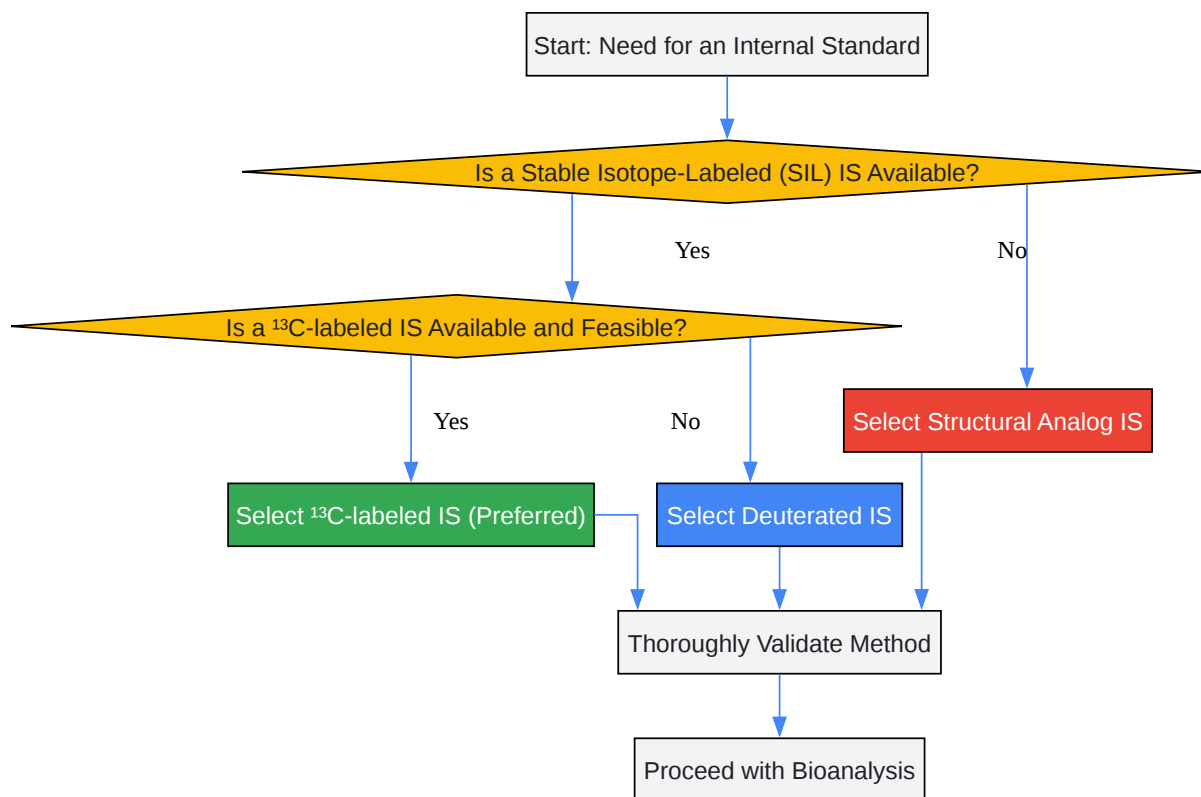 Start: Need for an Internal Standard
Is a Stable Isotope-Labeled (SIL) IS Available?
Yes
No
Is a ¹³C-labeled IS Available and Feasible?
Yes
No
Select Structural Analog IS
Select ¹³C-labeled IS (Preferred)
Select Deuterated IS
Thoroughly Validate Method
Proceed with Bioanalysis